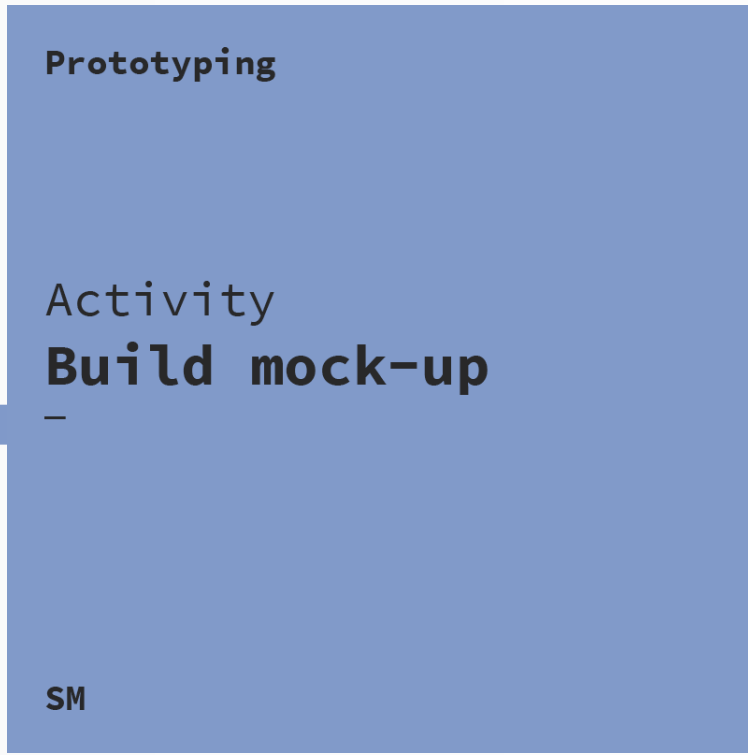 Prototyping
Activity
Build mock-up
—
SM